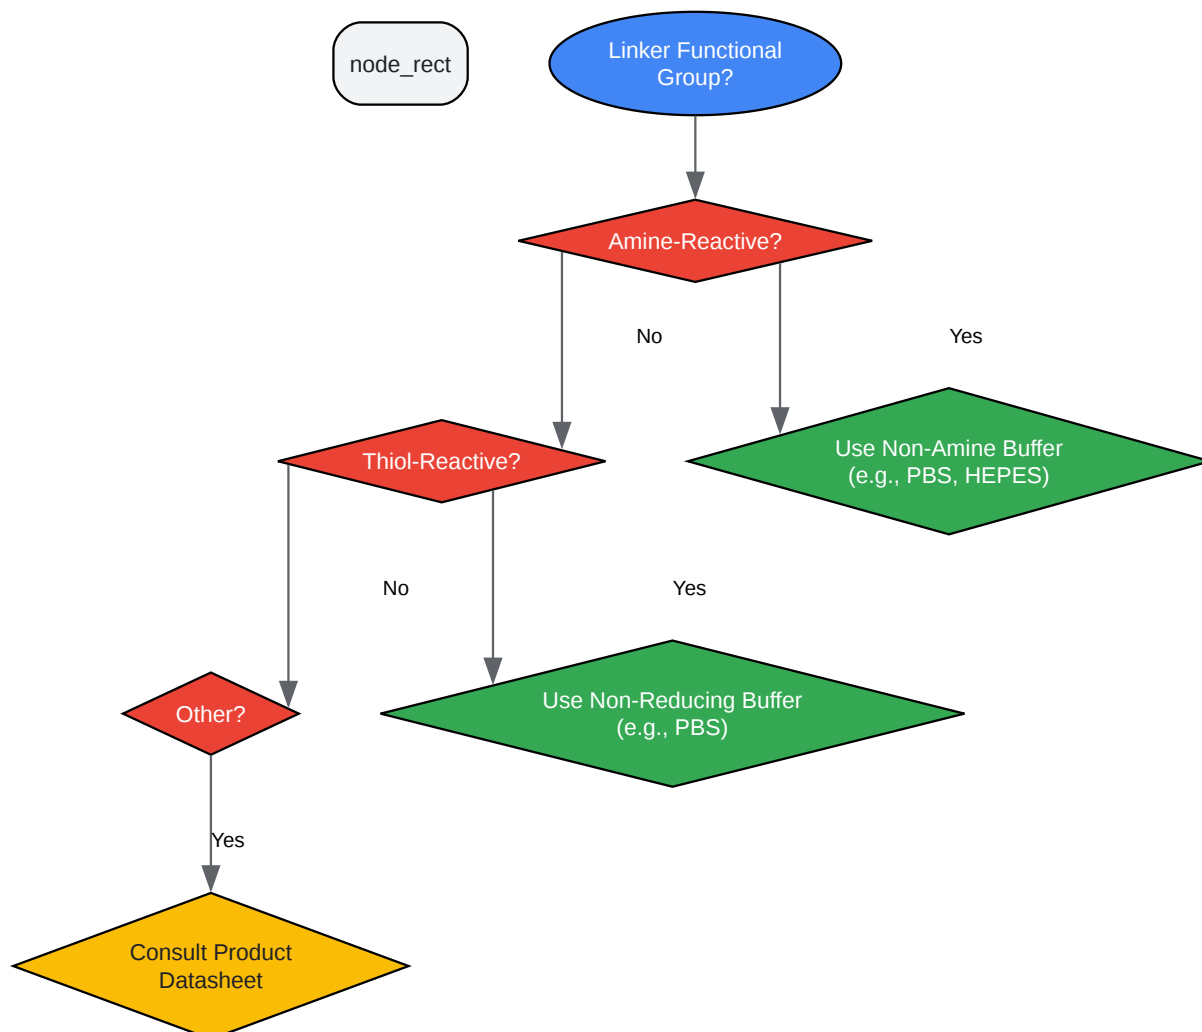 node_rect
Linker Functional
Group?
Amine-Reactive?
No
Yes
Thiol-Reactive?
Use Non-Amine Buffer
(e.g., PBS, HEPES)
No
Yes
Other?
Use Non-Reducing Buffer
(e.g., PBS)
Yes
Consult Product
Datasheet